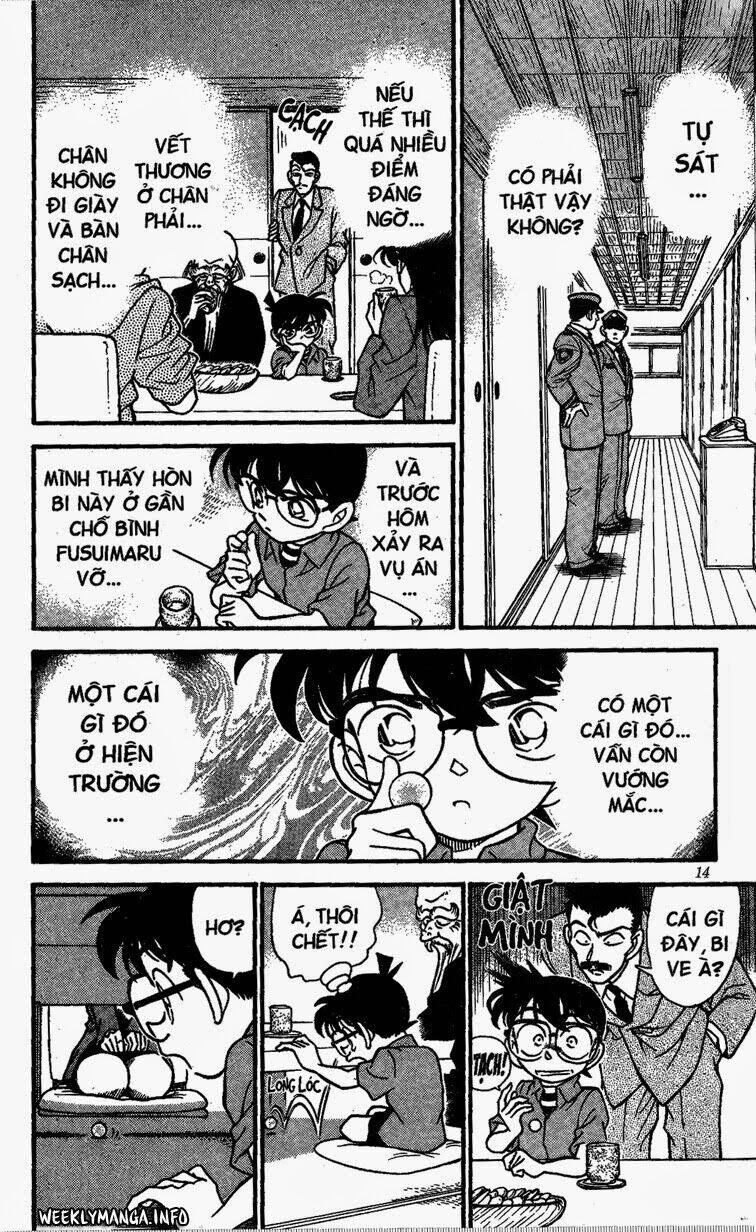 TỰ
SÁT
...
CÓ PHẢI
THẬT VẬY
KHÔNG?
NẾU
THẾ THÌ
QUÁ NHIỀU
ĐIỂM
ĐÁNG
NGỜ...
CẠCH
VẾT
THƯƠNG
Ở CHÂN
PHẢI...
CHÂN
KHÔNG
ĐI GIÀY
VÀ BÀN
CHÂN
SẠCH...
VÀ
TRƯỚC
HÔM
XẢY RA
VỤ ÁN
...
MÌNH THẤY HÒN
BI NÀY Ở GẦN
CHỖ BÌNH
FUSUIMARU
VỠ...
CÓ MỘT
CÁI GÌ
ĐÓ...
VẪN CÒN
VƯỚNG
MẮC...
MỘT CÁI
GÌ ĐÓ
Ở HIỆN
TRƯỜNG
...
14
CÁI GÌ
ĐÂY, BI
VE À?
GIẬT
MÌNH
TẠCH!
Á, THÔI
CHẾT!!
LONG LÓC
HƠ?
WEEKLYMANGA.INFO